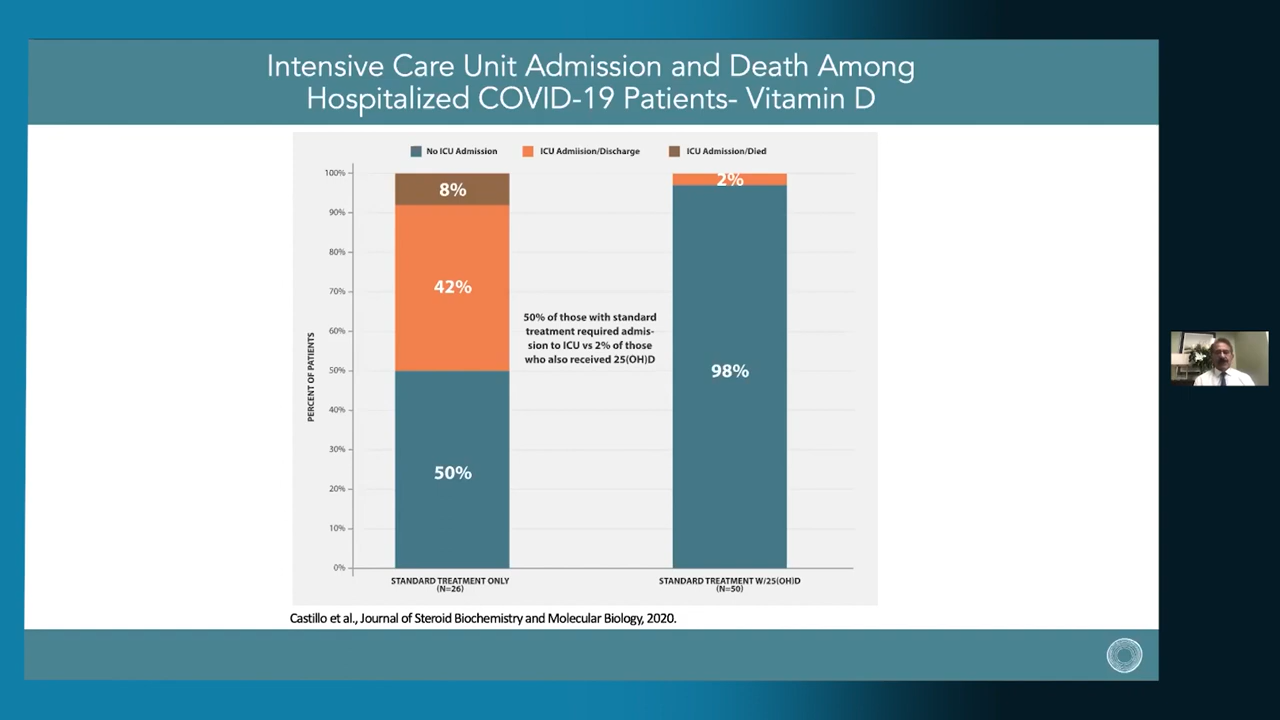 Intensive Care Unit Admission and Death Among
Hospitalized COVID-19 Patients- Vitamin D
No ICU Admission
ICU Admiision/Discharge
ICU Admission/Died
100%
90%
80%
70%
60%
50%
40%
30%
20%
10%
0%
PERCENT OF PATIENTS
8%
42%
50%
50% of those with standard
treatment required admis-
sion to ICU vs 2% of those
who also received 25(OH)D
2%
98%
STANDARD TREATMENT ONLY
(N=26)
STANDARD TREATMENT W/25(OH)D
(N=50)
Castillo et al., Journal of Steroid Biochemistry and Molecular Biology, 2020.